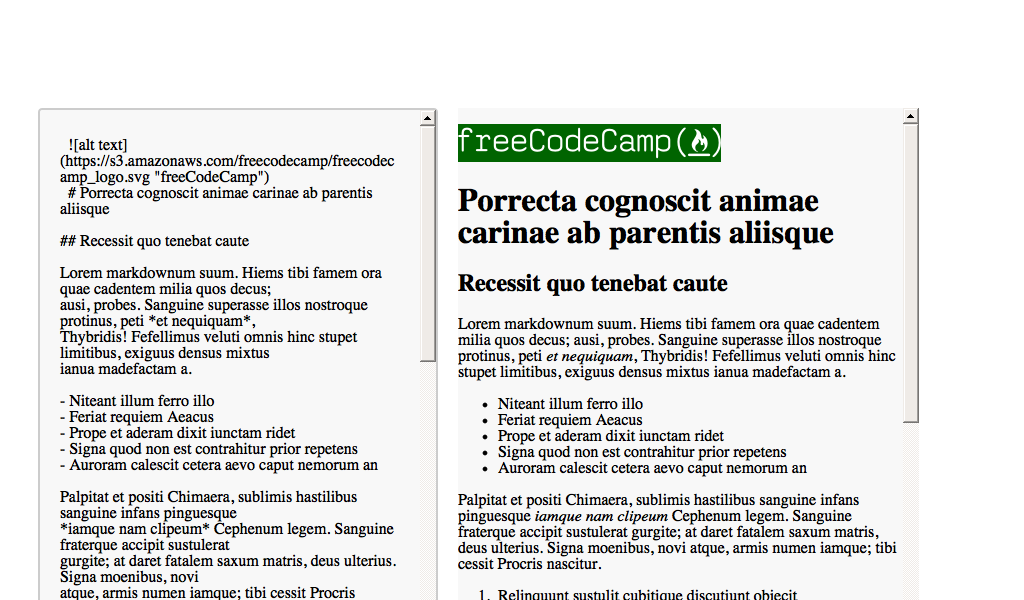 ![alt text]
(https://s3.amazonaws.com/freecodecamp/freecodec
amp_logo.svg "freeCodeCamp")
# Porrecta cognoscit animae carinae ab parentis
aliisque
## Recessit quo tenebat caute
Lorem markdownum suum. Hiems tibi famem ora
quae cadentem milia quos decus;
ausi, probes. Sanguine superasse illos nostroque
protinus, peti *et nequiquam*,
Thybridis! Fefellimus veluti omnis hinc stupet
limitibus, exiguus densus mixtus
ianua madefactam a.
- Niteant illum ferro illo
- Feriat requiem Aeacus
- Prope et aderam dixit iunctam ridet
- Signa quod non est contrahitur prior repetens
- Auroram calescit cetera aevo caput nemorum an
Palpitat et positi Chimaera, sublimis hastilibus
sanguine infans pinguesque
*iamque nam clipeum* Cephenum legem. Sanguine
fraterque accipit sustulerat
gurgite; at daret fatalem saxum matris, deus ulterius.
Signa moenibus, novi
atque, armis numen iamque; tibi cessit Procris
freeCodeCamp(
)
Porrecta cognoscit animae
carinae ab parentis aliisque
Recessit quo tenebat caute
Lorem markdownum suum. Hiems tibi famem ora quae cadentem
milia quos decus; ausi, probes. Sanguine superasse illos nostroque
protinus, peti et nequiquam, Thybridis! Fefellimus veluti omnis hinc
stupet limitibus, exiguus densus mixtus ianua madefactam a.
• Niteant illum ferro illo
• Feriat requiem Aeacus
• Prope et aderam dixit iunctam ridet
• Signa quod non est contrahitur prior repetens
• Auroram calescit cetera aevo caput nemorum an
Palpitat et positi Chimaera, sublimis hastilibus sanguine infans
pinguesque iamque nam clipeum Cephenum legem. Sanguine
fraterque accipit sustulerat gurgite; at daret fatalem saxum matris,
deus ulterius. Signa moenibus, novi atque, armis numen iamque; tibi
cessit Procris nascitur.
1. Relinquunt sustulit cubitique discutiunt obiecit